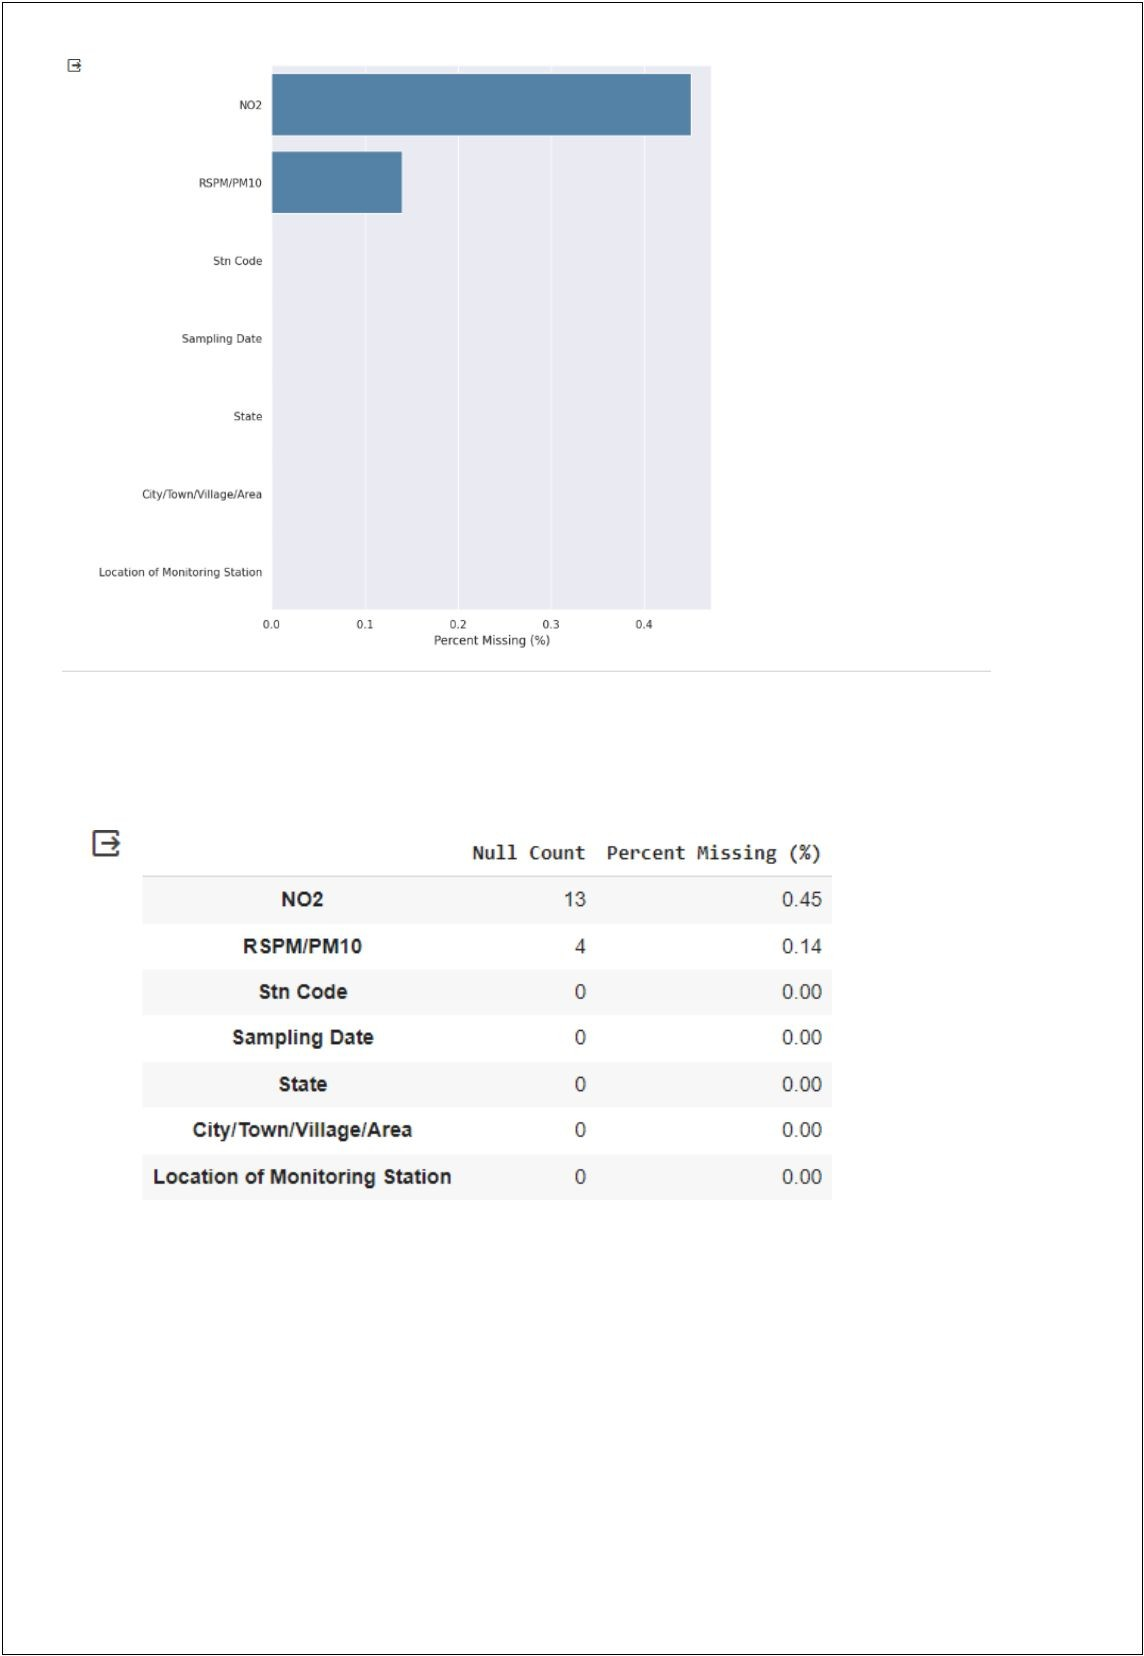 NO2
RSPM/PM10
Stn Code
Sampling Date
State
City/Town/Village/Area
Location of Monitoring Station
0.0 0.1 0.2 0.3 0.4
Percent Missing (%)
Null Count Percent Missing (%)
NO2 13 0.45
RSPM/PM10 4 0.14
Stn Code 0 0.00
Sampling Date 0 0.00
State 0 0.00
City/Town/Village/Area 0 0.00
Location of Monitoring Station 0 0.00